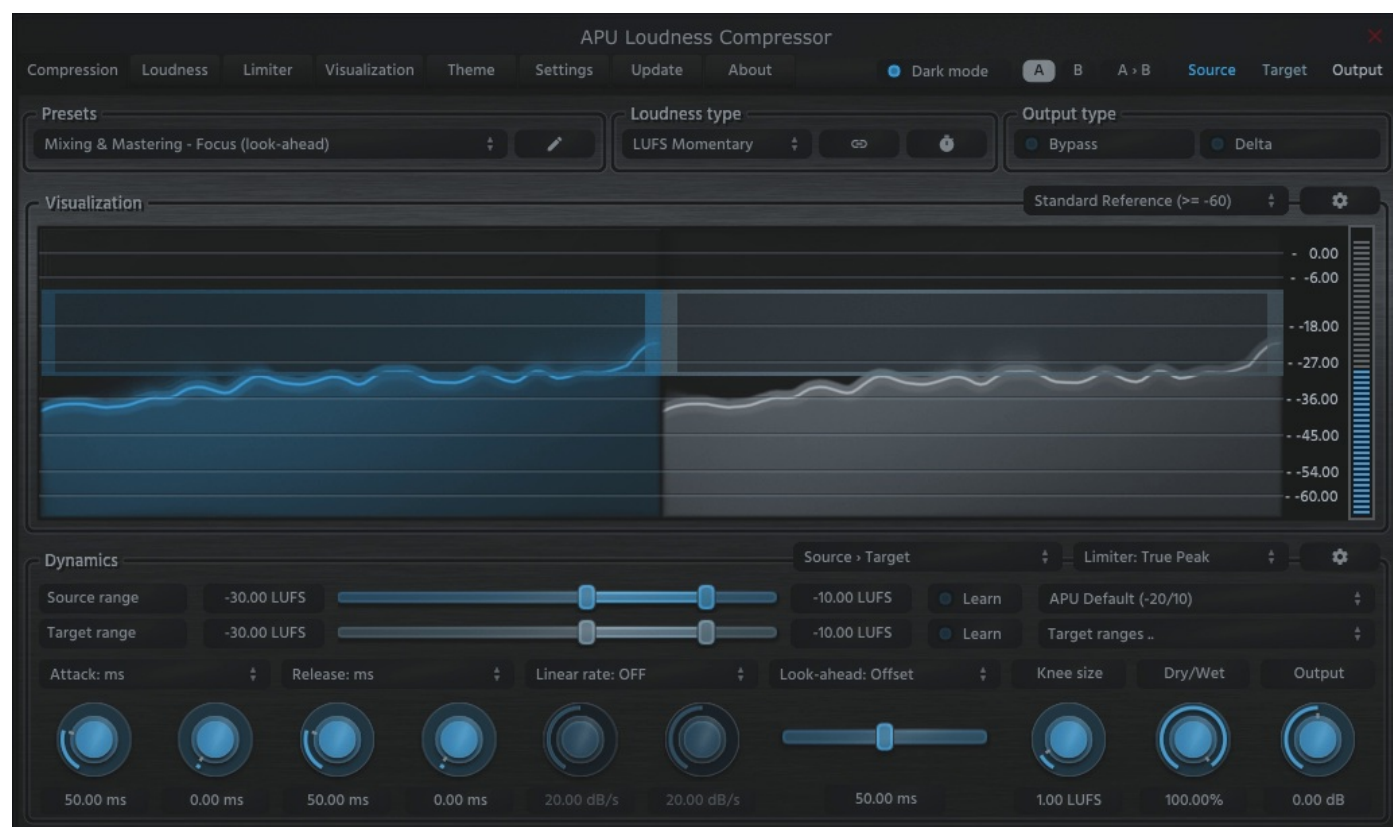 APU Loudness Compressor
Compression Loudness Limiter Visualization Theme Settings Update About Dark mode A B A › B Source Target Output
Presets Loudness type Output type
Mixing & Mastering - Focus (look-ahead) LUFS Momentary Bypass Delta
Visualization Standard Reference (>= -60)
- 0.00
- -6.00
- -18.00
- -27.00
- -36.00
- -45.00
- -54.00
- -60.00
Dynamics Source › Target Limiter: True Peak
Source range -30.00 LUFS -10.00 LUFS Learn APU Default (-20/10)
Target range -30.00 LUFS -10.00 LUFS Learn Target ranges ..
Attack: ms Release: ms Linear rate: OFF Look-ahead: Offset Knee size Dry/Wet Output
50.00 ms 0.00 ms 50.00 ms 0.00 ms 20.00 dB/s 20.00 dB/s 50.00 ms 1.00 LUFS 100.00% 0.00 dB